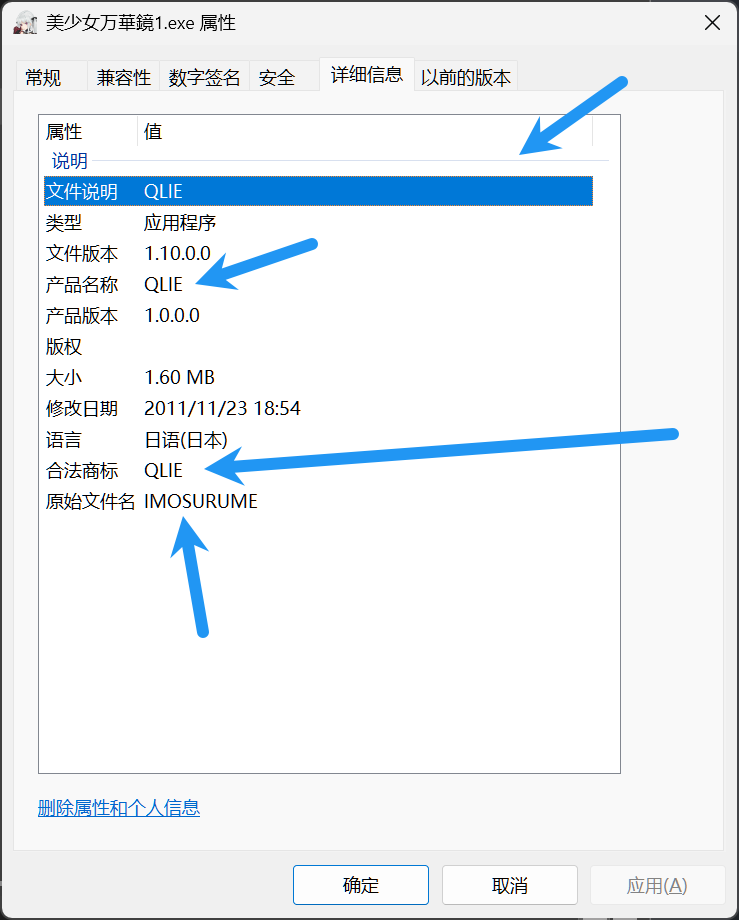 美少女万華鏡1.exe 属性
常规 兼容性 数字签名 安全 详细信息 以前的版本
属性 值
说明
文件说明 QLIE
类型 应用程序
文件版本 1.10.0.0
产品名称 QLIE
产品版本 1.0.0.0
版权
大小 1.60 MB
修改日期 2011/11/23 18:54
语言 日语(日本)
合法商标 QLIE
原始文件名 IMOSURUME
删除属性和个人信息
确定 取消 应用(A)